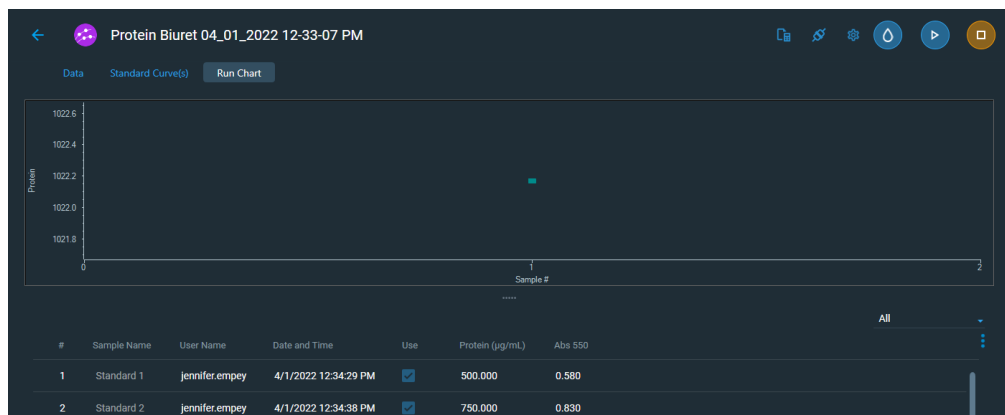 Protein Biuret 04_01_2022 12-33-07 PM
Data Standard Curve(s) Run Chart
1022.6
1022.4
1022.2
1022.0
1021.8
Protein
0 1 2
Sample #
All
# Sample Name User Name Date and Time Use Protein (µg/mL) Abs 550
1 Standard 1 jennifer.empey 4/1/2022 12:34:29 PM 500.000 0.580
2 Standard 2 jennifer.empey 4/1/2022 12:34:38 PM 750.000 0.830